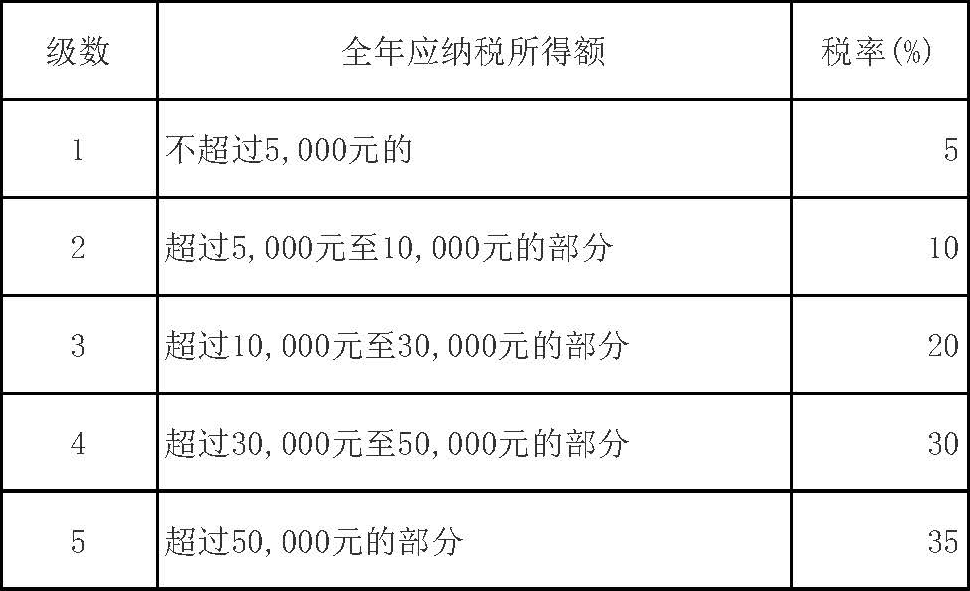 级数 全年应纳税所得额 税率(%)
1 不超过5,000元的 5
2 超过5,000元至10,000元的部分 10
3 超过10,000元至30,000元的部分 20
4 超过30,000元至50,000元的部分 30
5 超过50,000元的部分 35